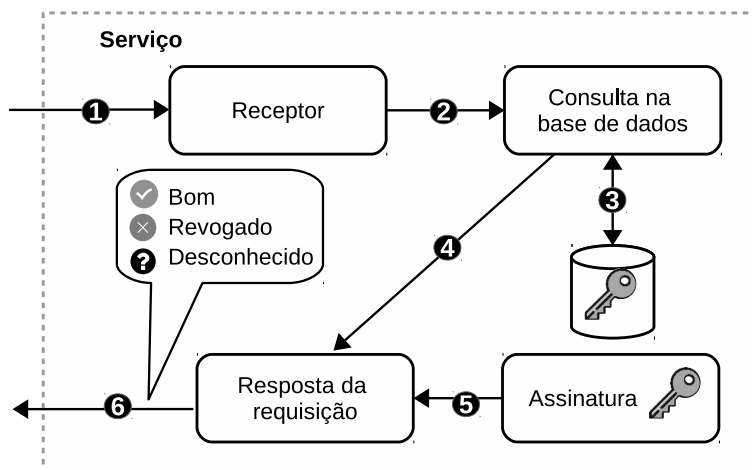 Serviço
1
Receptor
2
Consulta na
base de dados
Bom
Revogado
? Desconhecido
3
4
Resposta da
requisição
5
Assinatura
6